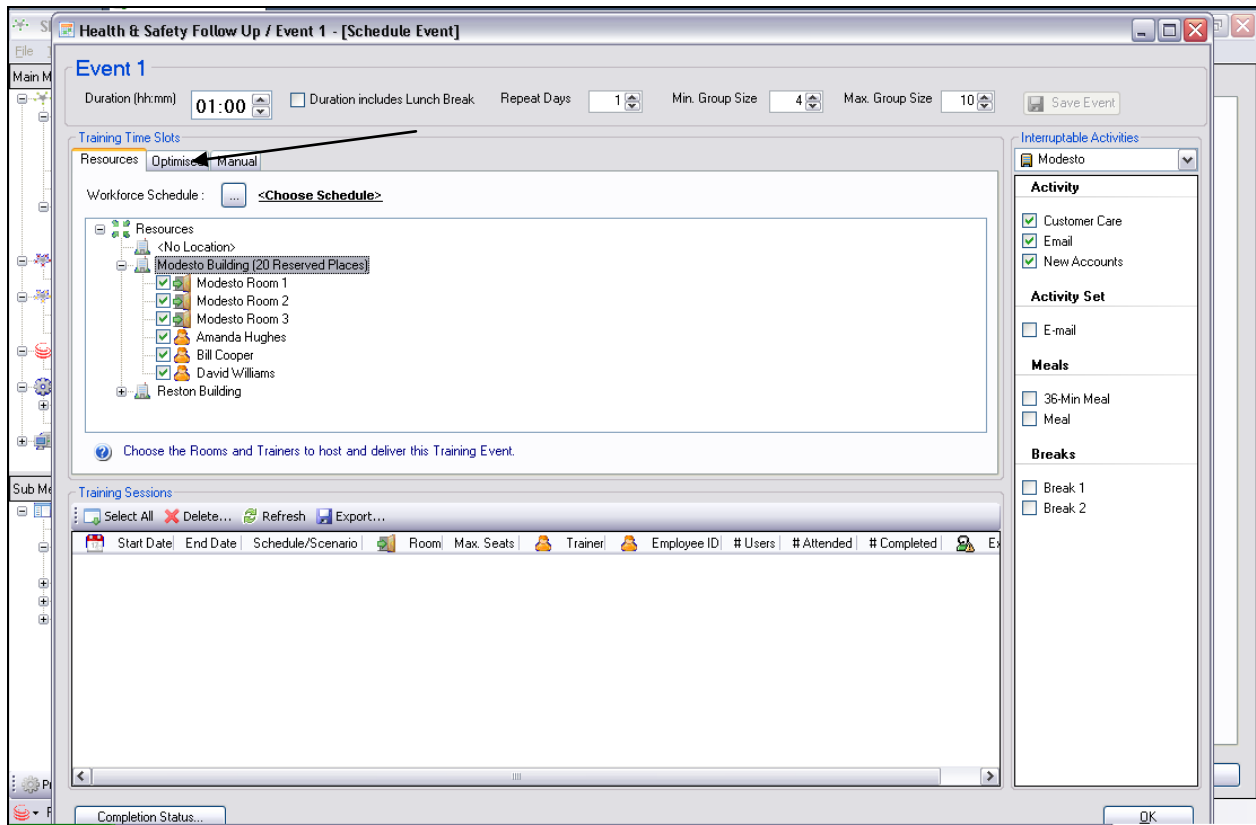 Health & Safety Follow Up / Event 1 - [Schedule Event]
File
Main M
Event 1
Duration (hh:mm) 01:00 Duration includes Lunch Break Repeat Days 1 Min. Group Size 4 Max. Group Size 10 Save Event
Training Time Slots
Resources Optimised Manual
Workforce Schedule : ... <Choose Schedule>
Resources
<No Location>
Modesto Building (20 Reserved Places)
Modesto Room 1
Modesto Room 2
Modesto Room 3
Amanda Hughes
Bill Cooper
David Williams
Reston Building
Choose the Rooms and Trainers to host and deliver this Training Event.
Interruptable Activities
Modesto
Activity
Customer Care
Email
New Accounts
Activity Set
E-mail
Meals
36-Min Meal
Meal
Breaks
Break 1
Break 2
Sub Me
Training Sessions
Select All Delete... Refresh Export...
Start Date End Date Schedule/Scenario Room Max. Seats Trainer Employee ID # Users # Attended # Completed Ex
Completion Status...
OK